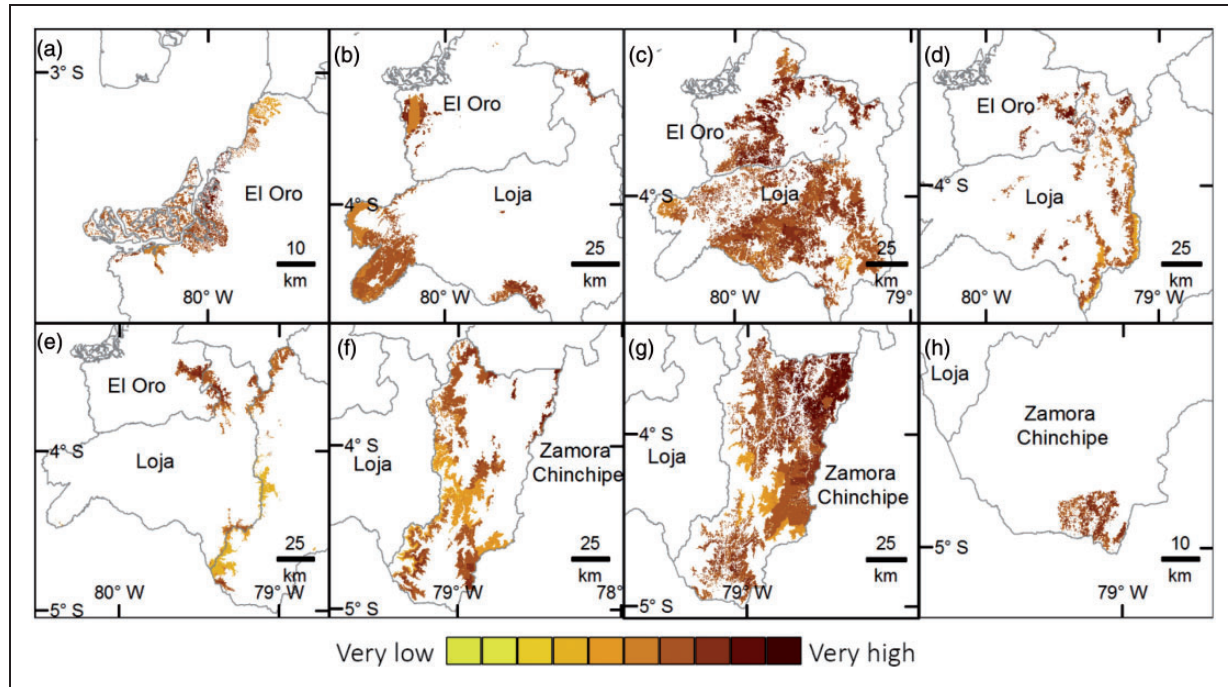 (a)
3° S
El Oro
10
km
80° W
(b)
El Oro
Loja
4° S
25
km
80° W
(c)
El Oro
Loja
4° S
25
km
80° W
79°
(d)
El Oro
Loja
4° S
25
km
80° W
79° W
(e)
El Oro
Loja
4° S
25
km
80° W
79° W
5° S
(f)
4° S
Loja
Zamora
Chinchipe
25
km
79° W
78°
5° S
(g)
4° S
Loja
Zamora
Chinchipe
25
km
79° W
5° S
(h)
Loja
Zamora
Chinchipe
5° S
10
km
79° W
Very low
Very high